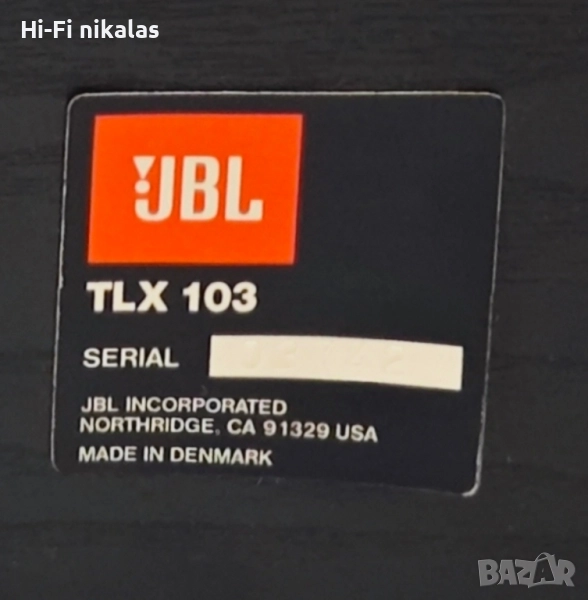 Hi-Fi nikalas
JBL
TLX 103
SERIAL
JBL INCORPORATED
NORTHRIDGE, CA 91329 USA
MADE IN DENMARK
BAZAR